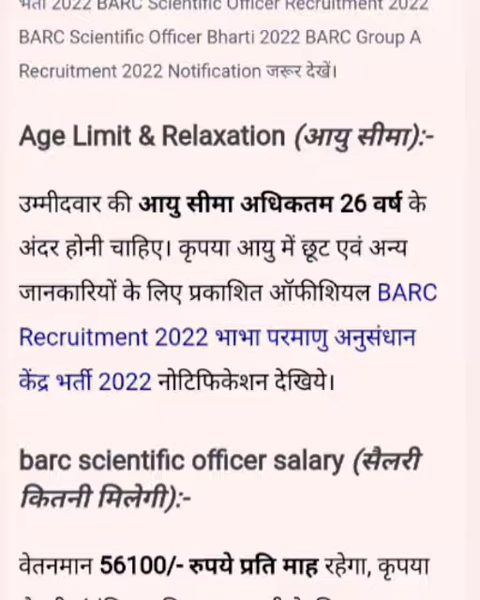 भर्ती 2022 BARC Scientific Officer Recruitment 2022
BARC Scientific Officer Bharti 2022 BARC Group A
Recruitment 2022 Notification जरूर देखें।
Age Limit & Relaxation (आयु सीमा):-
उम्मीदवार की आयु सीमा अधिकतम 26 वर्ष के
अंदर होनी चाहिए। कृपया आयु में छूट एवं अन्य
जानकारियों के लिए प्रकाशित ऑफीशियल BARC
Recruitment 2022 भाभा परमाणु अनुसंधान
केंद्र भर्ती 2022 नोटिफिकेशन देखिये।
barc scientific officer salary (सैलरी
कितनी मिलेगी):-
वेतनमान 56100/- रुपये प्रति माह रहेगा, कृपया